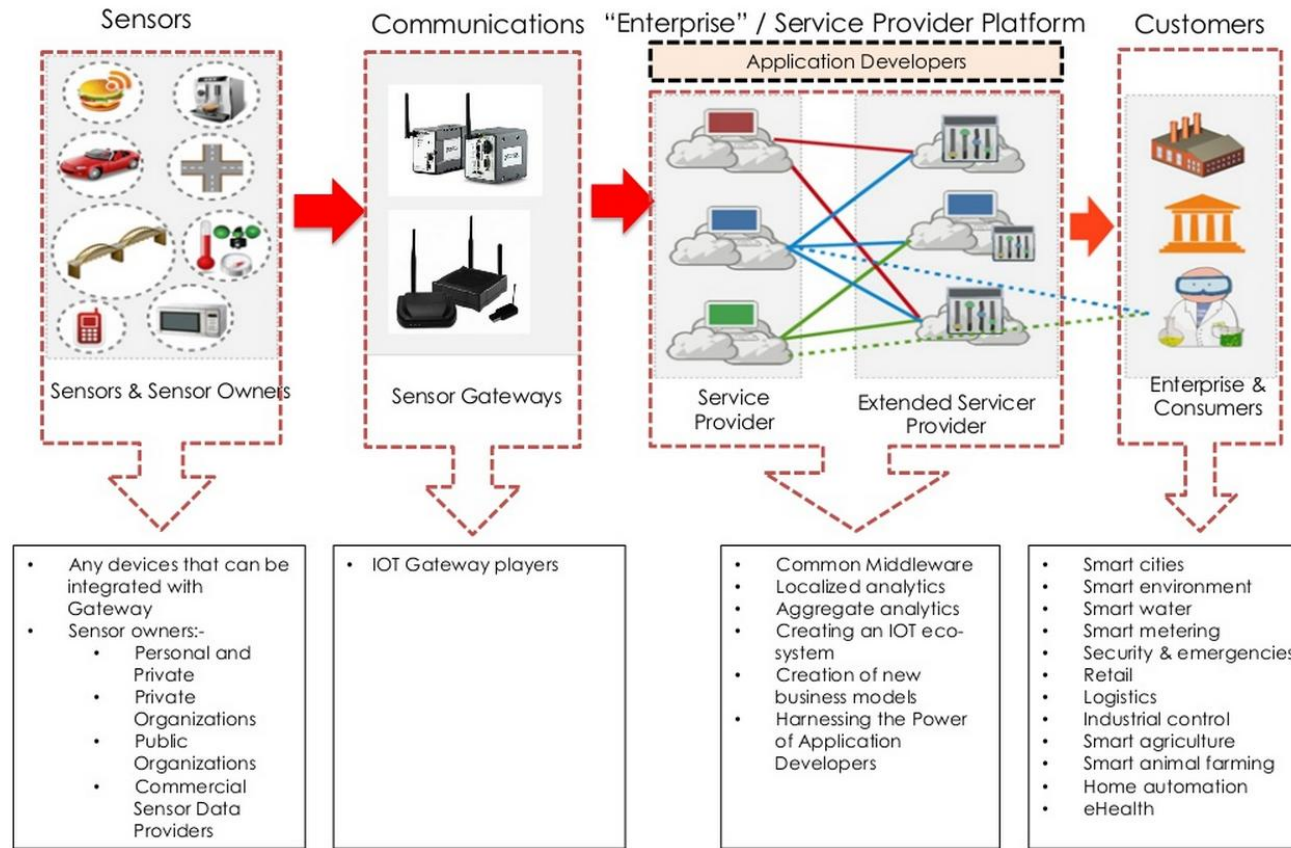 Sensors
Communications
"Enterprise" / Service Provider Platform
Customers
Application Developers
Sensors & Sensor Owners
Sensor Gateways
Service
Provider
Extended Servicer
Provider
Enterprise &
Consumers
• Any devices that can be
integrated with
Gateway
• Sensor owners:-
• Personal and
Private
• Private
Organizations
• Public
Organizations
• Commercial
Sensor Data
Providers
• IOT Gateway players
• Common Middleware
• Localized analytics
• Aggregate analytics
• Creating an IOT eco-
system
• Creation of new
business models
• Harnessing the Power
of Application
Developers
• Smart cities
• Smart environment
• Smart water
• Smart metering
• Security & emergencies
• Retail
• Logistics
• Industrial control
• Smart agriculture
• Smart animal farming
• Home automation
• eHealth